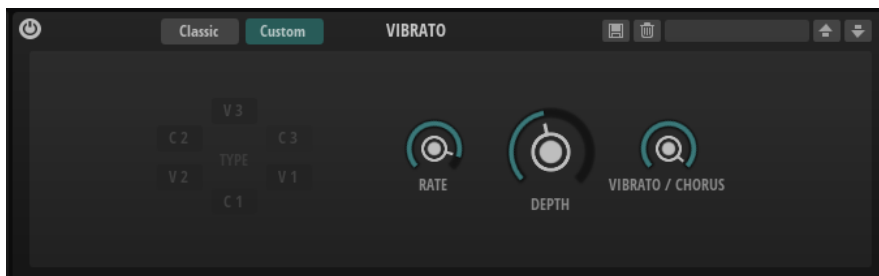 Classic Custom VIBRATO
V 3
C 2 C 3
TYPE
V 2 V 1
C 1
RATE
DEPTH
VIBRATO / CHORUS